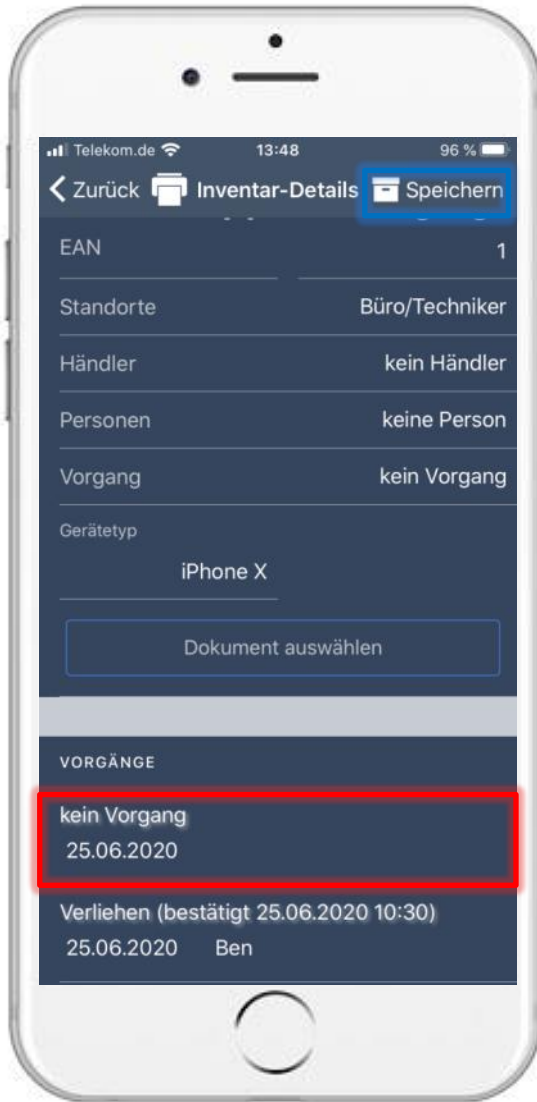 Telekom.de 13:48 96 %
Zurück Inventar-Details Speichern
EAN 1
Standorte Büro/Techniker
Händler kein Händler
Personen keine Person
Vorgang kein Vorgang
Gerätetyp
iPhone X
Dokument auswählen
VORGÄNGE
kein Vorgang
25.06.2020
Verliehen (bestätigt 25.06.2020 10:30)
25.06.2020 Ben